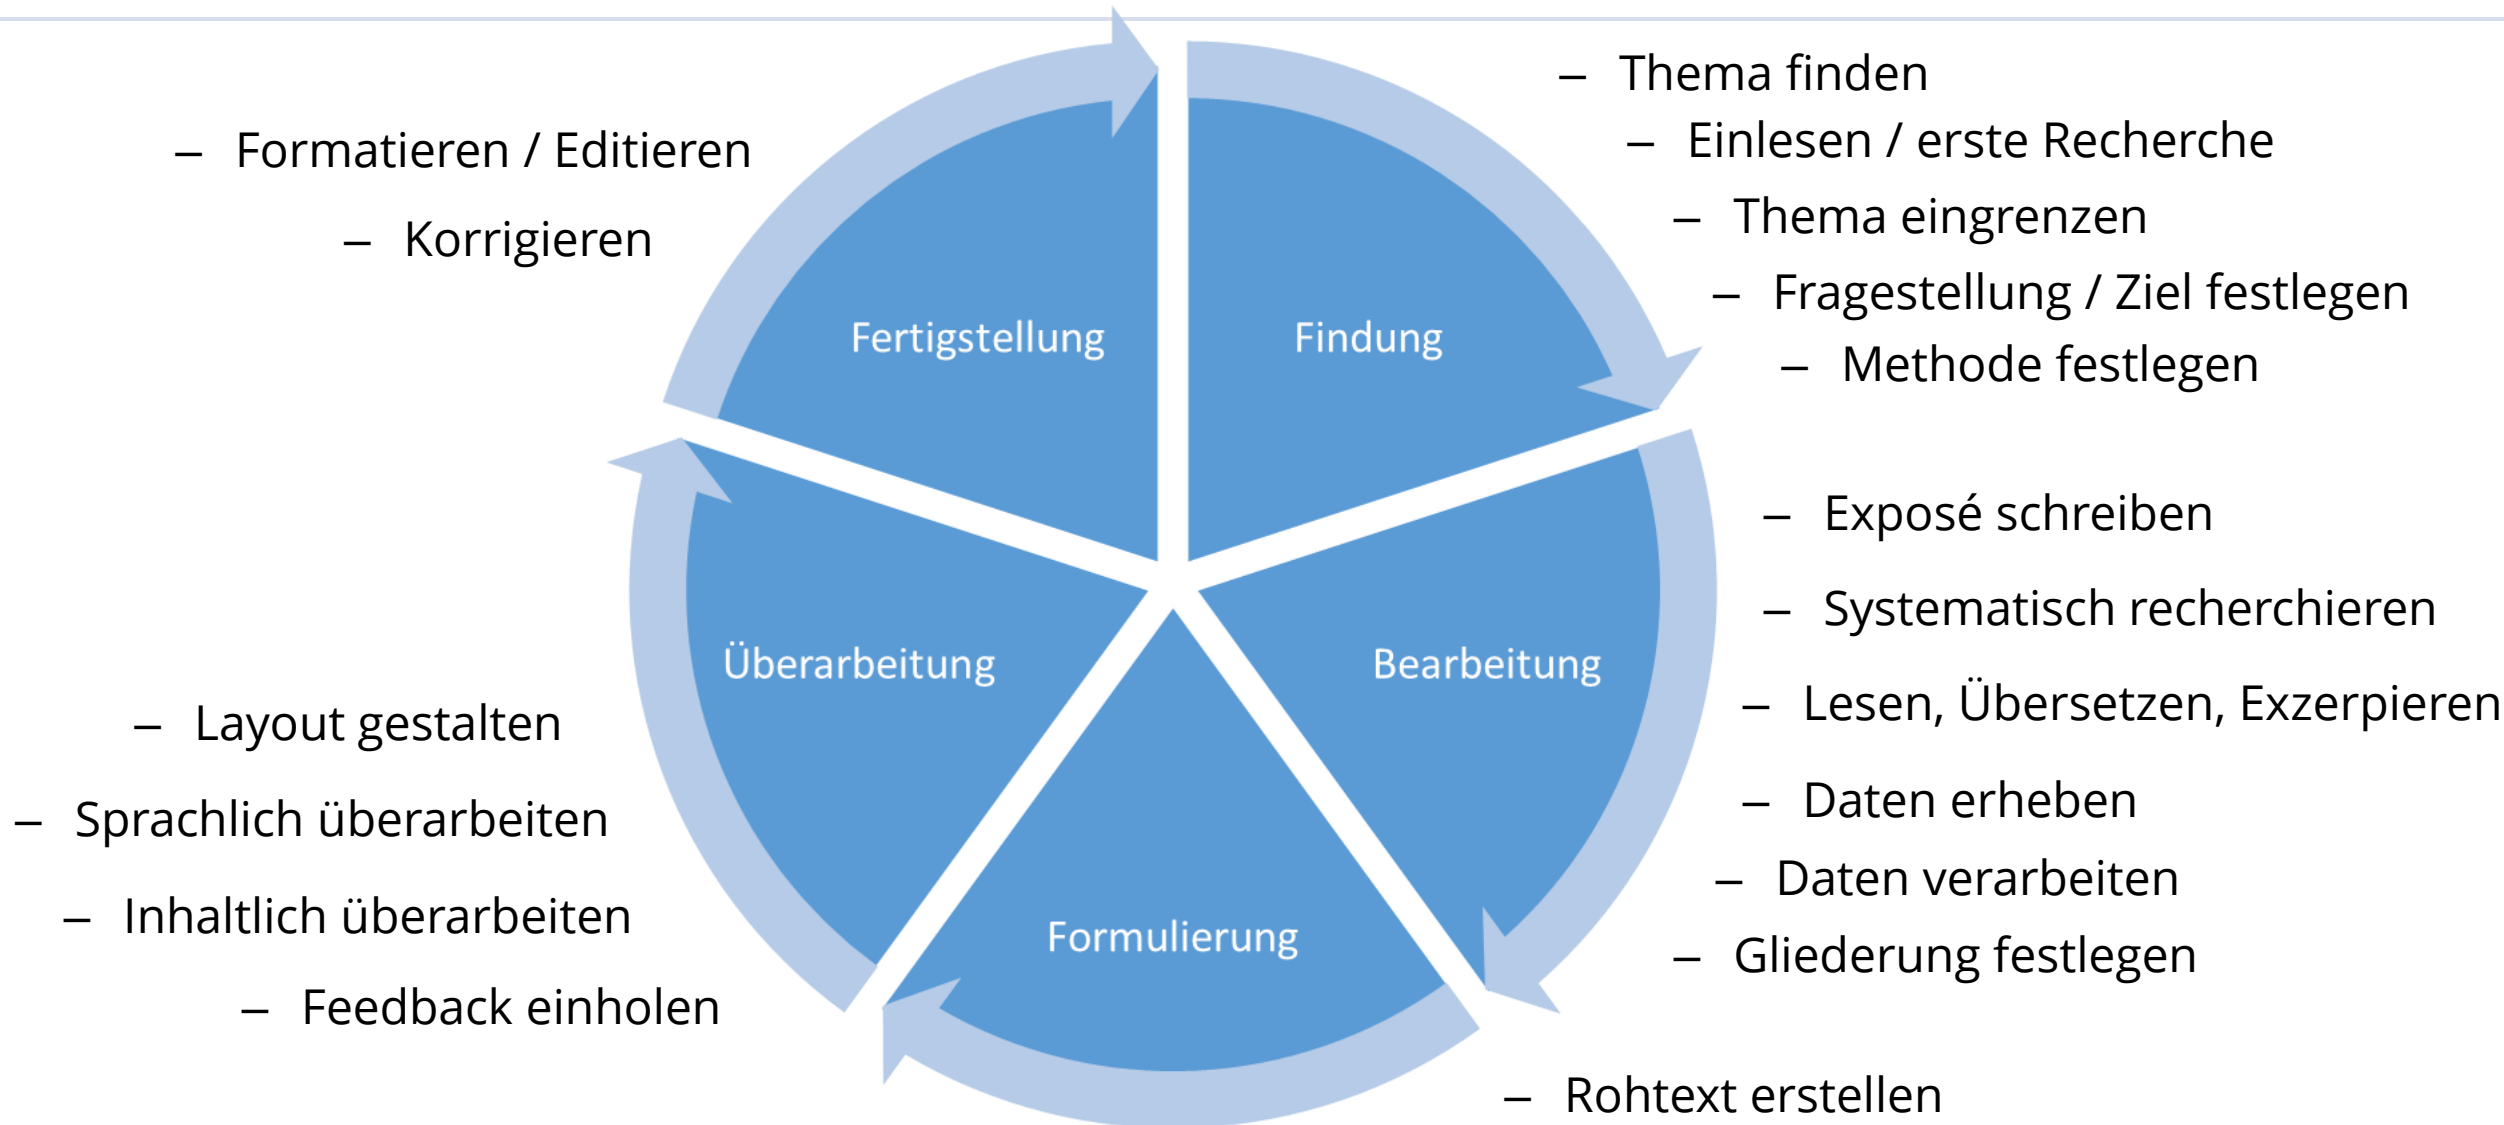 – Thema finden
– Einlesen / erste Recherche
– Thema eingrenzen
– Fragestellung / Ziel festlegen
– Methode festlegen
Findung
– Exposé schreiben
– Systematisch recherchieren
– Lesen, Übersetzen, Exzerpieren
– Daten erheben
– Daten verarbeiten
– Gliederung festlegen
Bearbeitung
– Rohtext erstellen
Formulierung
– Layout gestalten
– Sprachlich überarbeiten
– Inhaltlich überarbeiten
– Feedback einholen
Überarbeitung
– Formatieren / Editieren
– Korrigieren
Fertigstellung